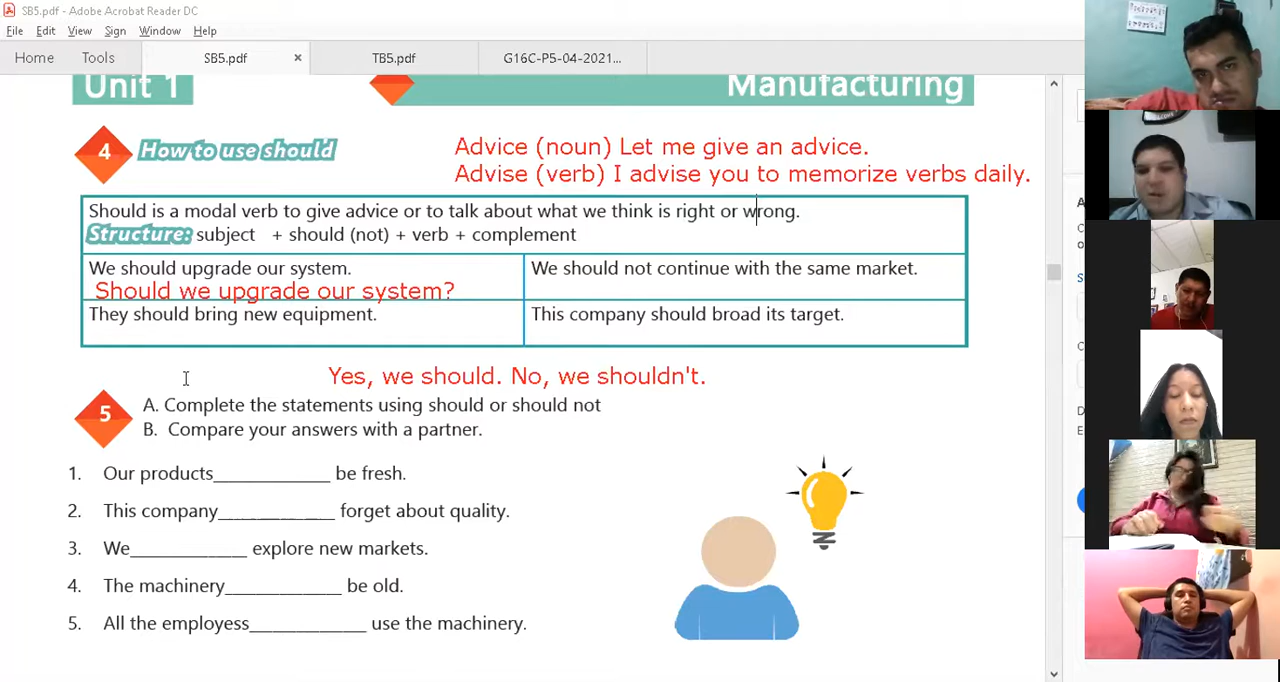 SB5.pdf - Adobe Acrobat Reader DC
File Edit View Sign Window Help
Home Tools SB5.pdf × TB5.pdf G16C-P5-04-2021...
Unit 1 Manufacturing
4 How to use should
Advice (noun) Let me give an advice.
Advise (verb) I advise you to memorize verbs daily.
Should is a modal verb to give advice or to talk about what we think is right or wrong.
Structure: subject + should (not) + verb + complement
We should upgrade our system.
Should we upgrade our system?
We should not continue with the same market.
They should bring new equipment.
This company should broad its target.
Yes, we should. No, we shouldn't.
5 A. Complete the statements using should or should not
B. Compare your answers with a partner.
1. Our products____________ be fresh.
2. This company____________ forget about quality.
3. We____________ explore new markets.
4. The machinery____________ be old.
5. All the employess____________ use the machinery.